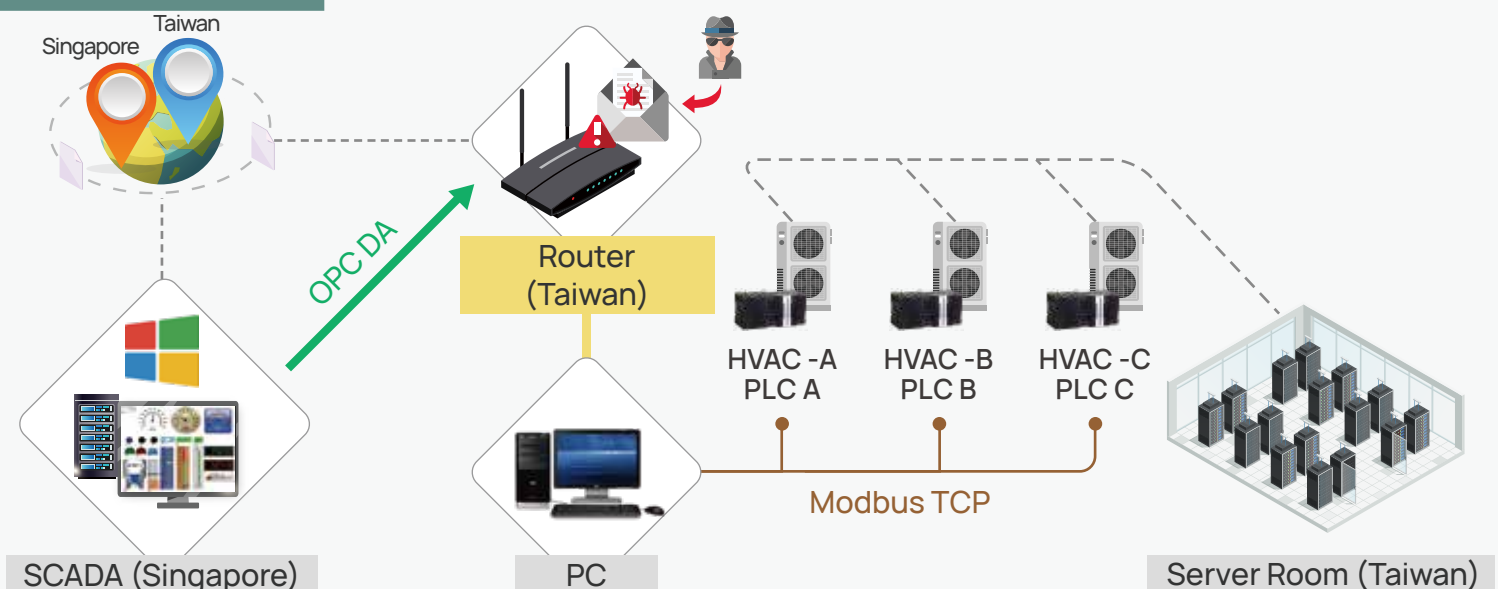 Taiwan
Singapore
OPC DA
Router
(Taiwan)
HVAC -A
PLC A
HVAC -B
PLC B
HVAC -C
PLC C
Modbus TCP
SCADA (Singapore)
PC
Server Room (Taiwan)